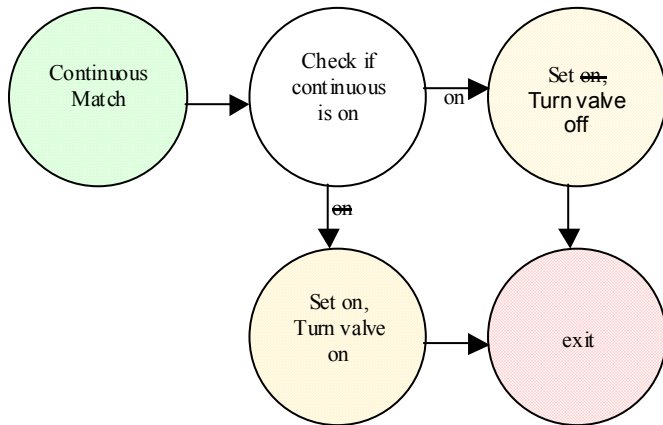 Continuous
Match
Check if
continuous
is on
on
Set on,
Turn valve
off
on
Set on,
Turn valve
on
exit